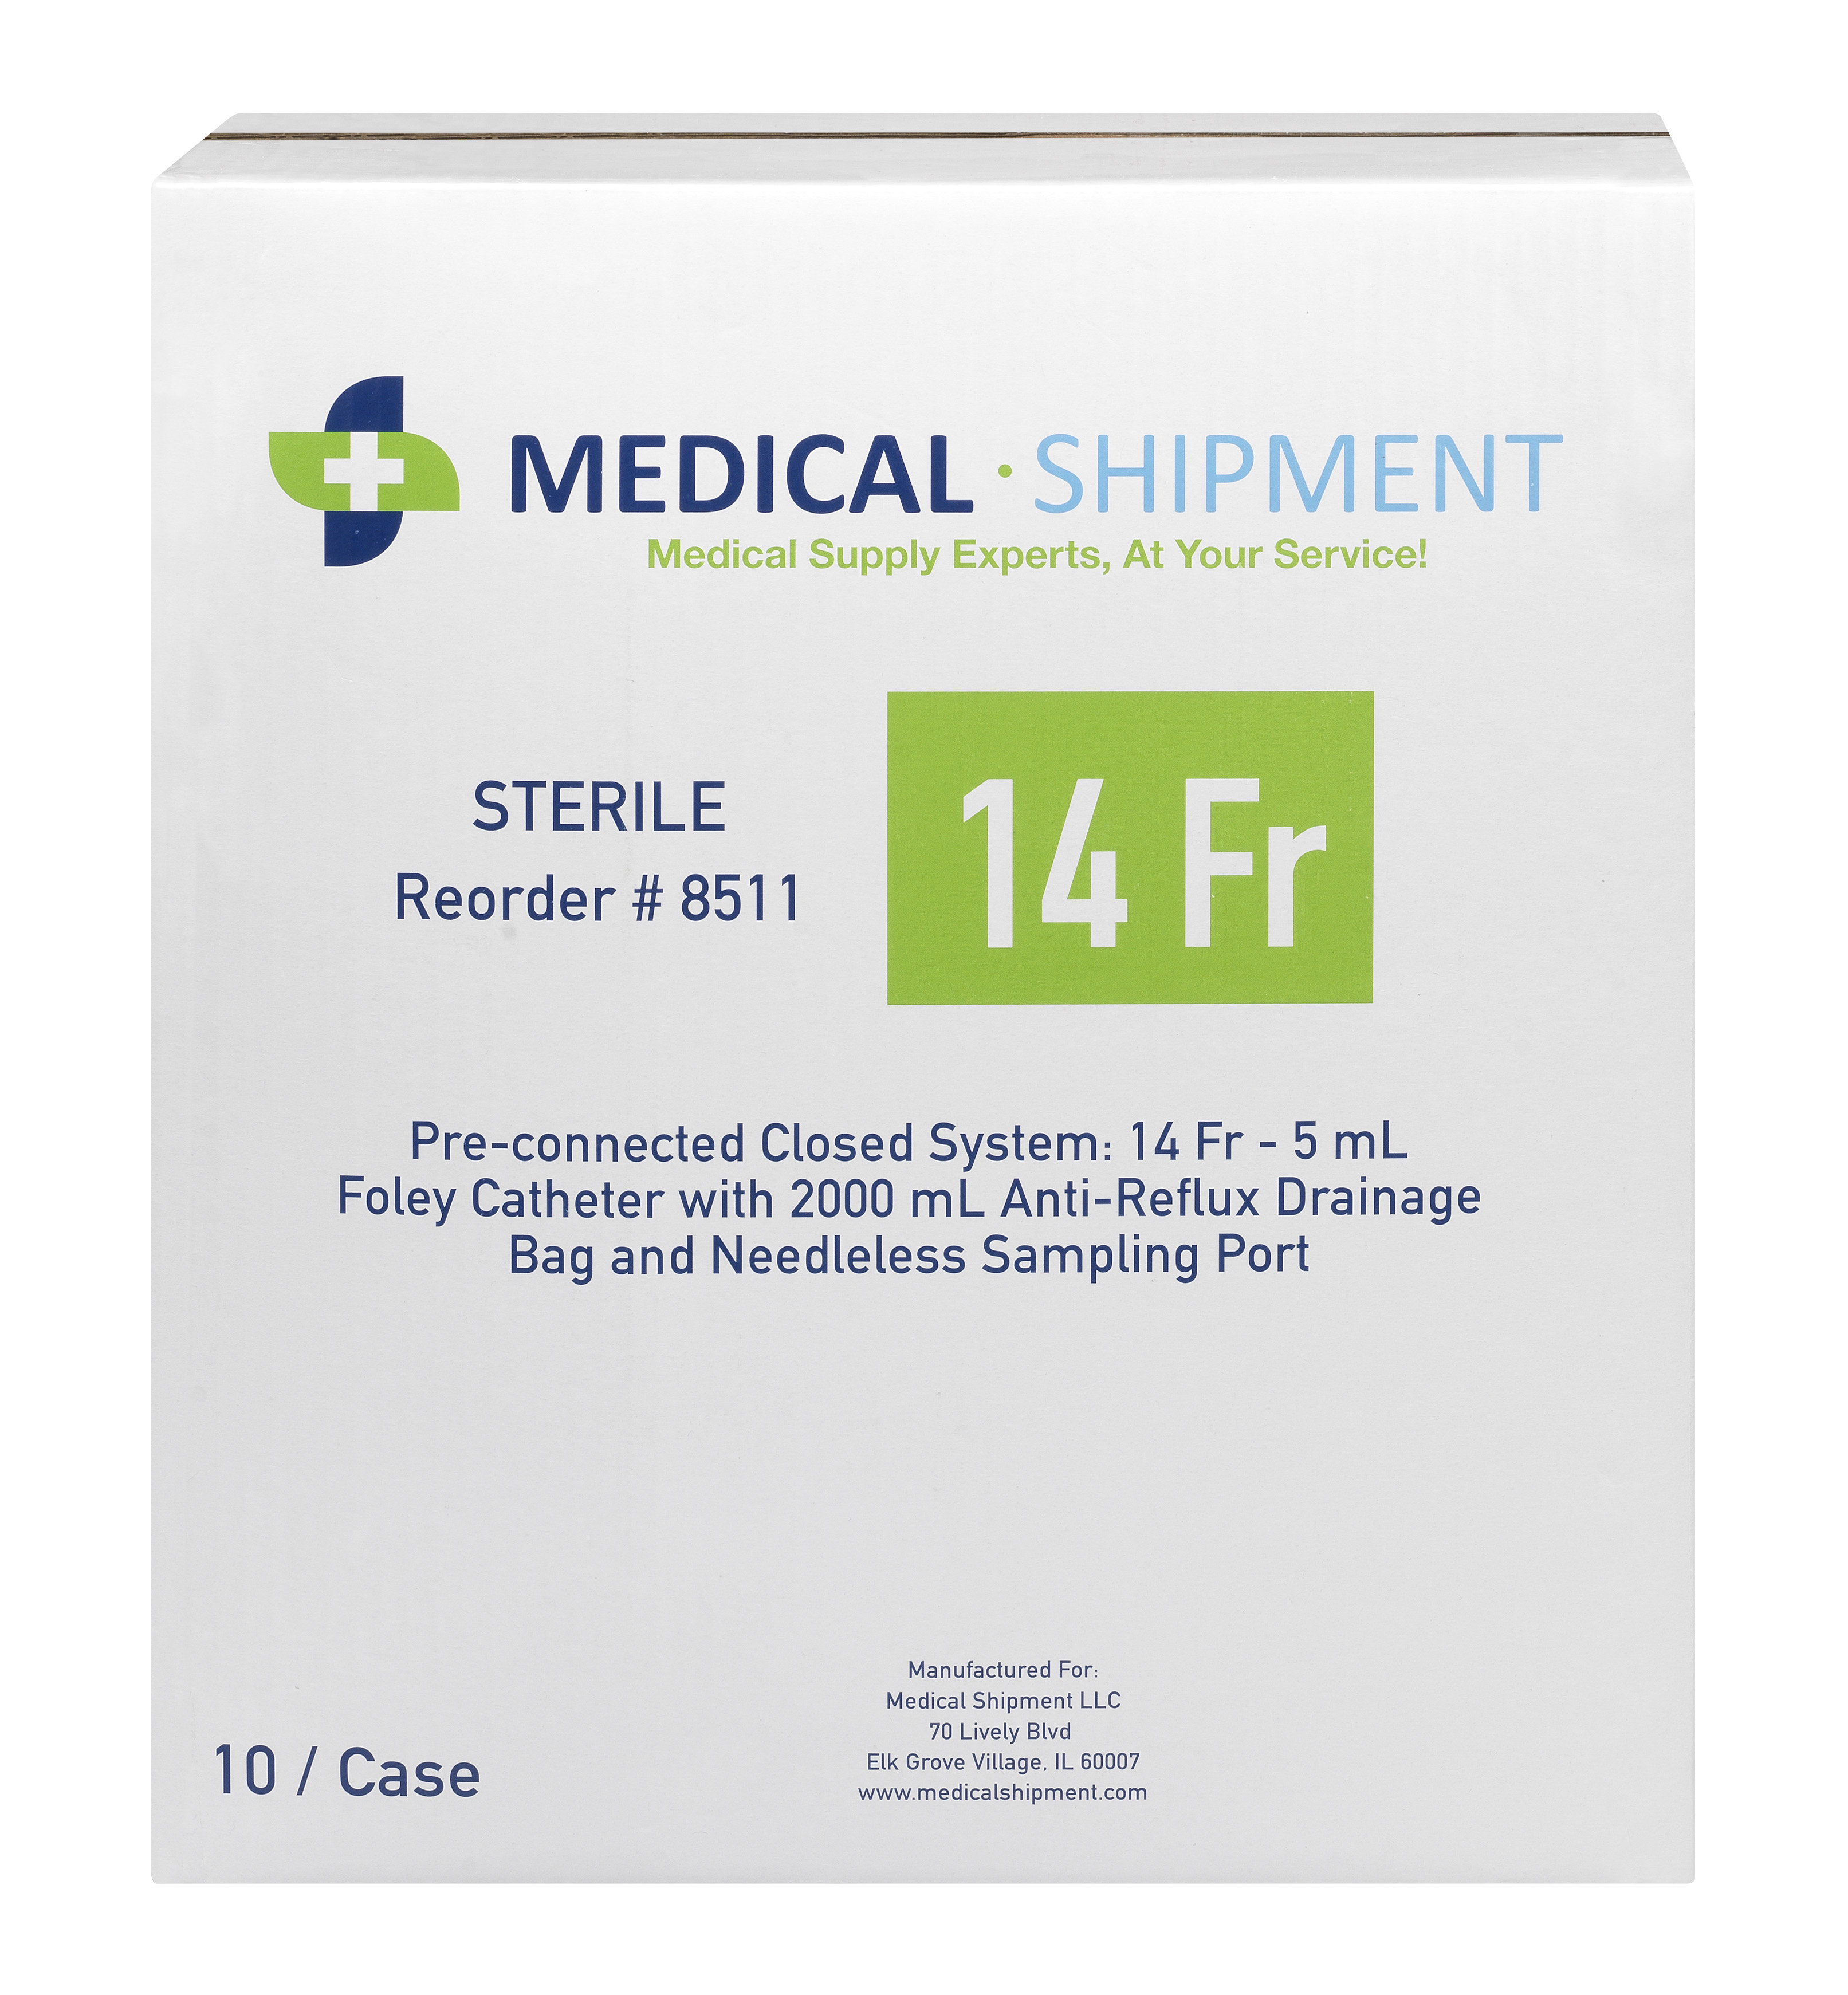 MEDICAL · SHIPMENT
Medical Supply Experts, At Your Service!
STERILE
Reorder # 8511
14 Fr
Pre-connected Closed System: 14 Fr - 5 mL
Foley Catheter with 2000 mL Anti-Reflux Drainage
Bag and Needleless Sampling Port
10 / Case
Manufactured For:
Medical Shipment LLC
70 Lively Blvd
Elk Grove Village, IL 60007
www.medicalshipment.com